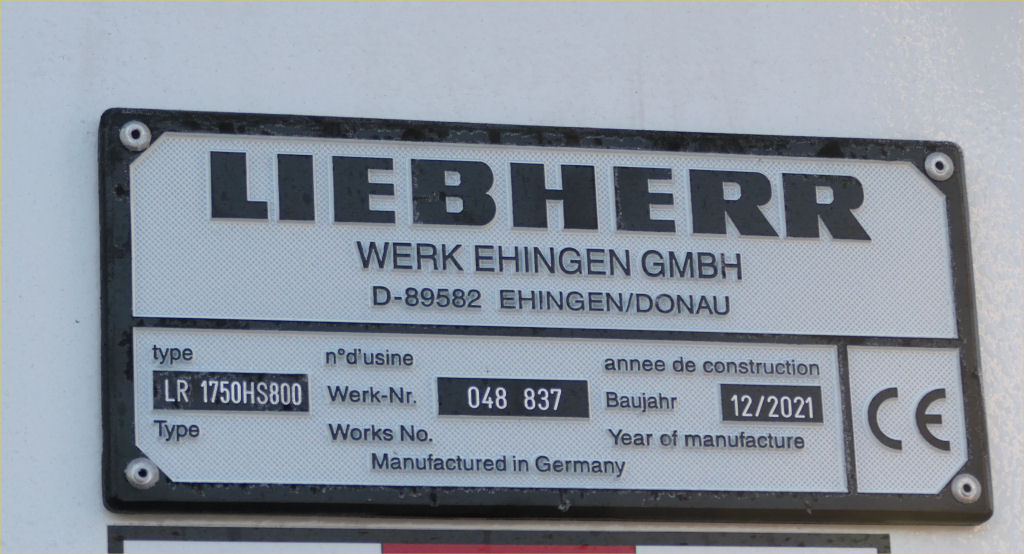 LIEBHERR
WERK EHINGEN GMBH
D-89582 EHINGEN/DONAU
type n°d'usine annee de construction
LR 1750HS800 Werk-Nr. 048 837 Baujahr 12/2021
Type Works No. Year of manufacture
Manufactured in Germany
CE